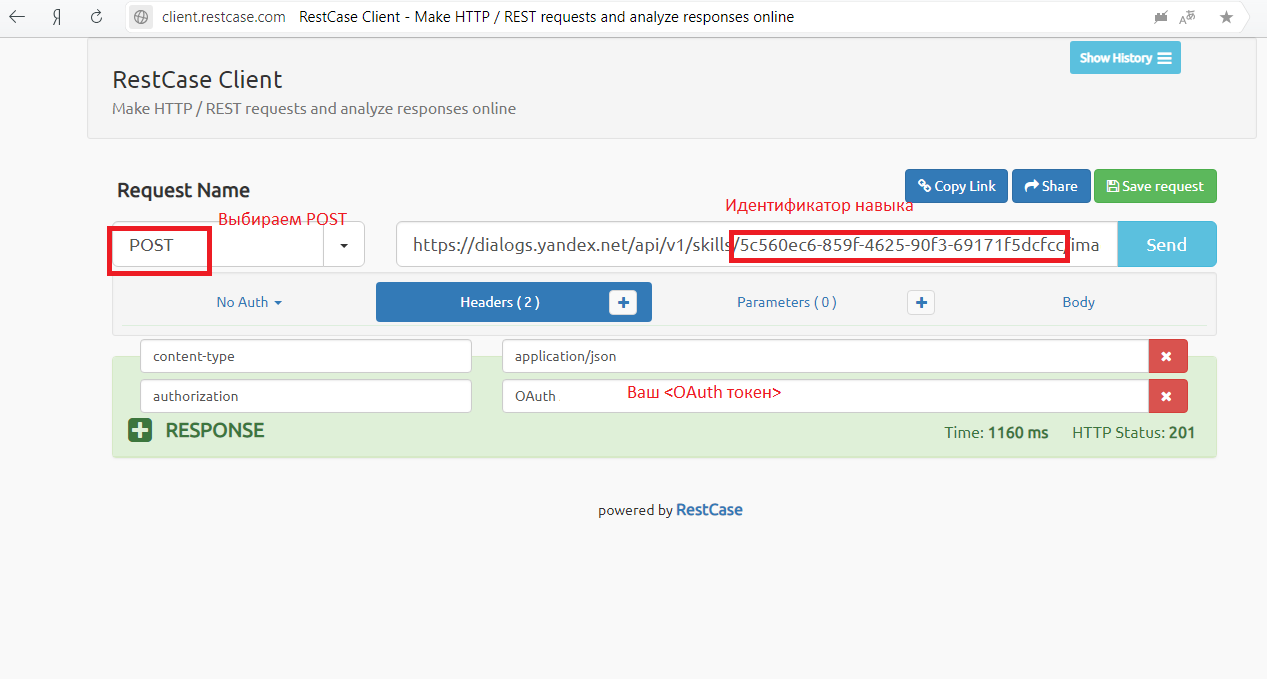 client.restcase.com RestCase Client - Make HTTP / REST requests and analyze responses online
Show History
RestCase Client
Make HTTP / REST requests and analyze responses online
Request Name
Copy Link Share Save request
Выбираем POST
Идентификатор навыка
POST
https://dialogs.yandex.net/api/v1/skills/5c560ec6-859f-4625-90f3-69171f5dcfcc/ima
Send
No Auth Headers ( 2 ) Parameters ( 0 ) Body
content-type application/json
authorization OAuth Ваш <OAuth токен>
RESPONSE Time: 1160 ms HTTP Status: 201
powered by RestCase